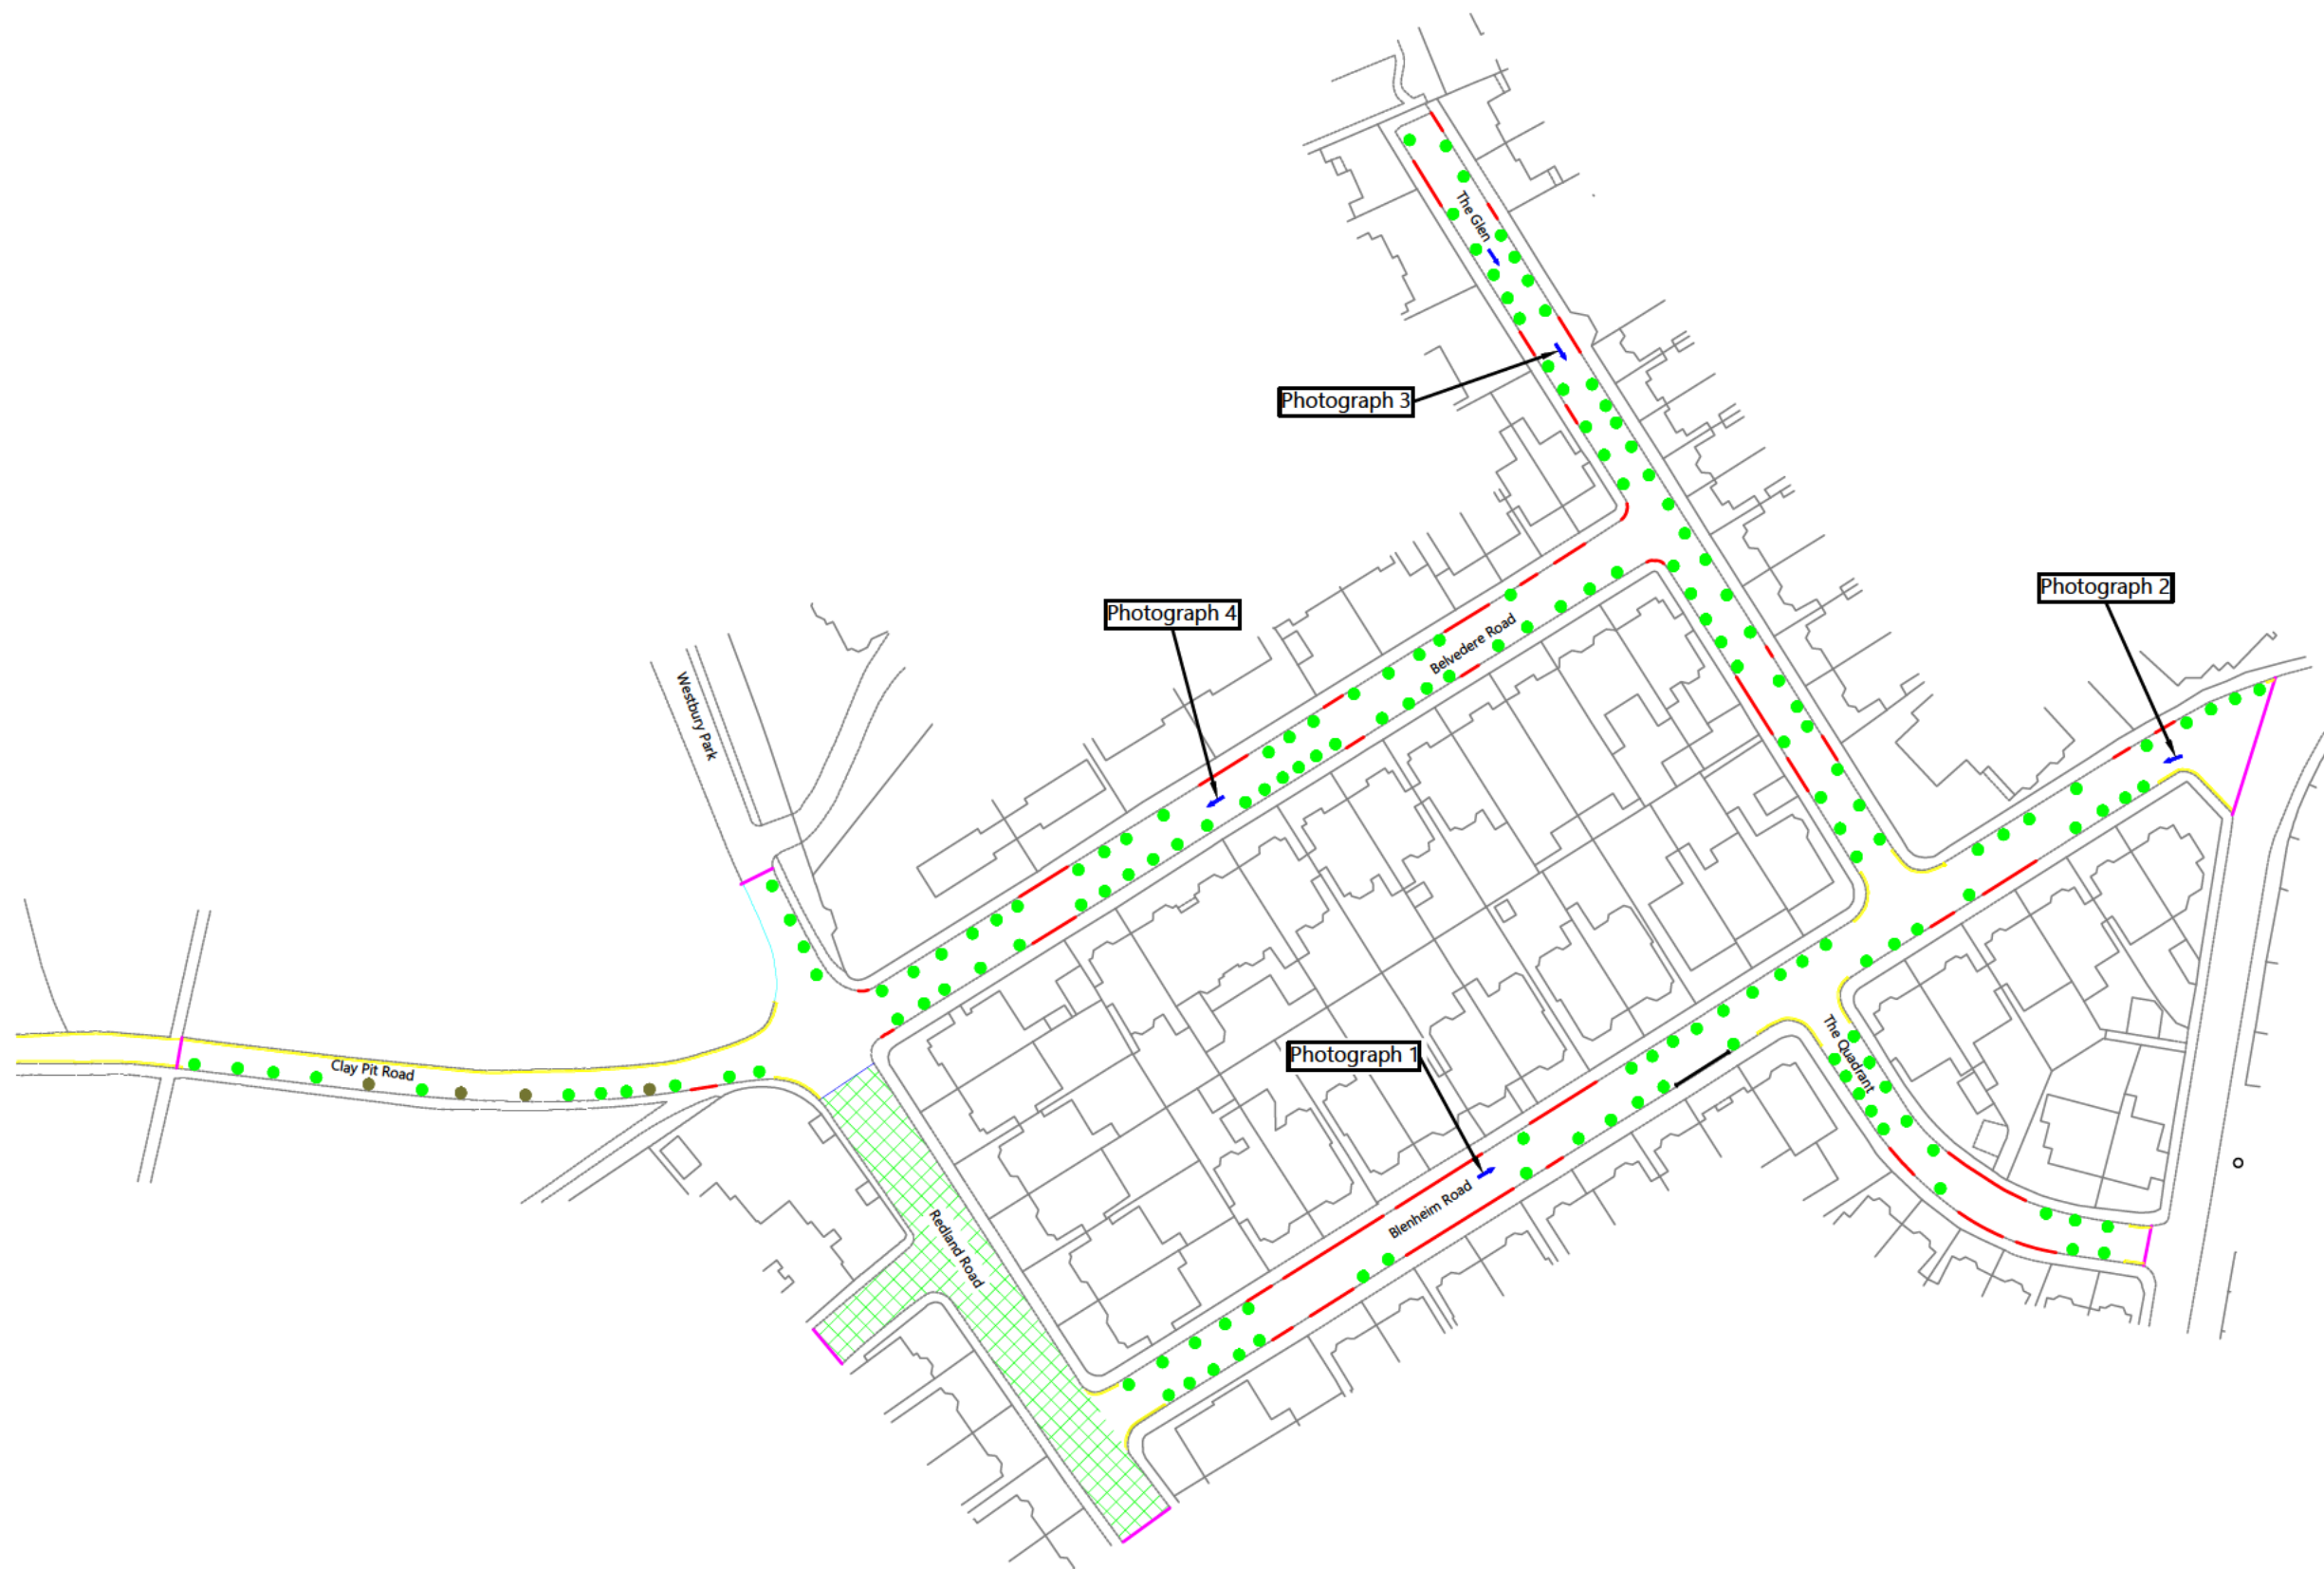 The Glen
Photograph 3
Photograph 2
Photograph 4
Belvedere Road
Westbury Park
Clay Pit Road
The Quadrant
Photograph 1
Blenheim Road
Redland Road